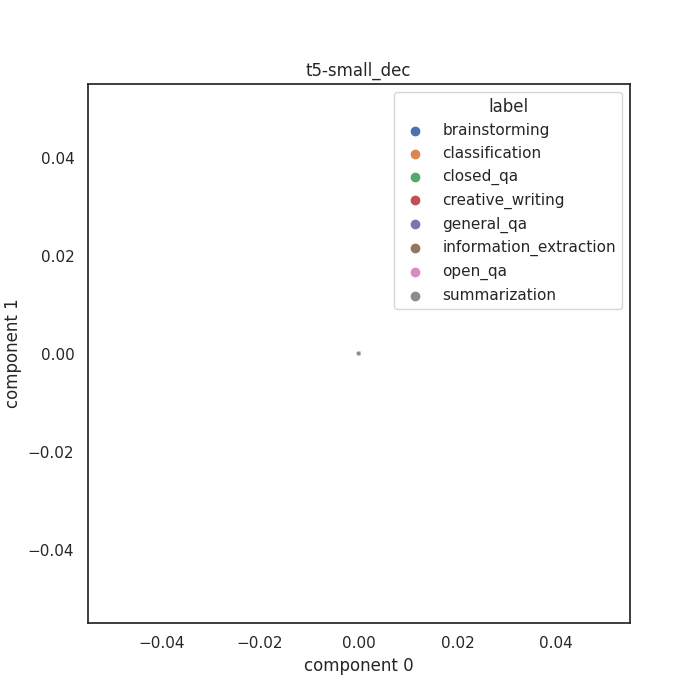 t5-small_dec
label
brainstorming
classification
closed_qa
creative_writing
general_qa
information_extraction
open_qa
summarization
0.04
0.02
0.00
−0.02
−0.04
component 1
−0.04
−0.02
0.00
0.02
0.04
component 0